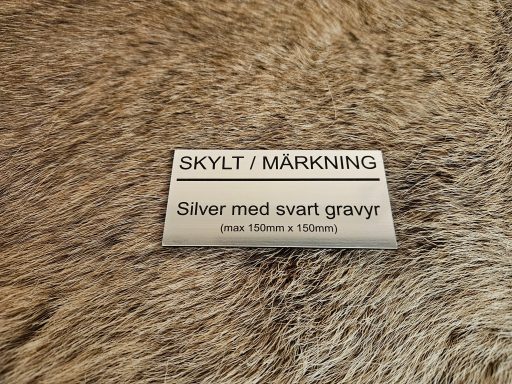 SKYLT / MÄRKNING
Silver med svart gravyr
(max 150mm x 150mm)